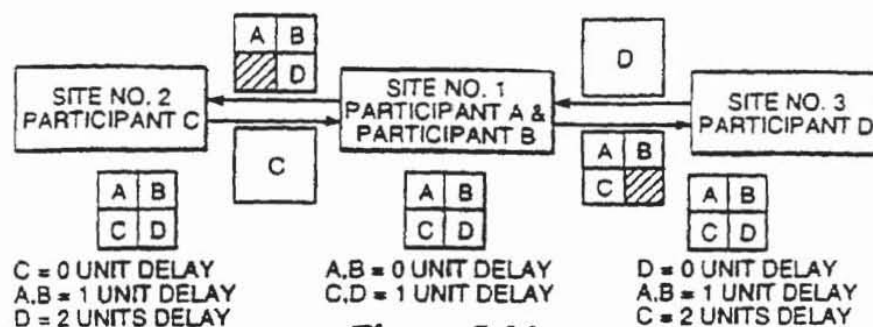 A B
D
D
SITE NO. 2
PARTICIPANT C
SITE NO. 1
PARTICIPANT A &
PARTICIPANT B
SITE NO. 3
PARTICIPANT D
C
A B
C
A B
C D
A B
C D
A B
C D
C = 0 UNIT DELAY
A,B = 1 UNIT DELAY
D = 2 UNITS DELAY
A,B = 0 UNIT DELAY
C,D = 1 UNIT DELAY
D = 0 UNIT DELAY
A,B = 1 UNIT DELAY
C = 2 UNITS DELAY